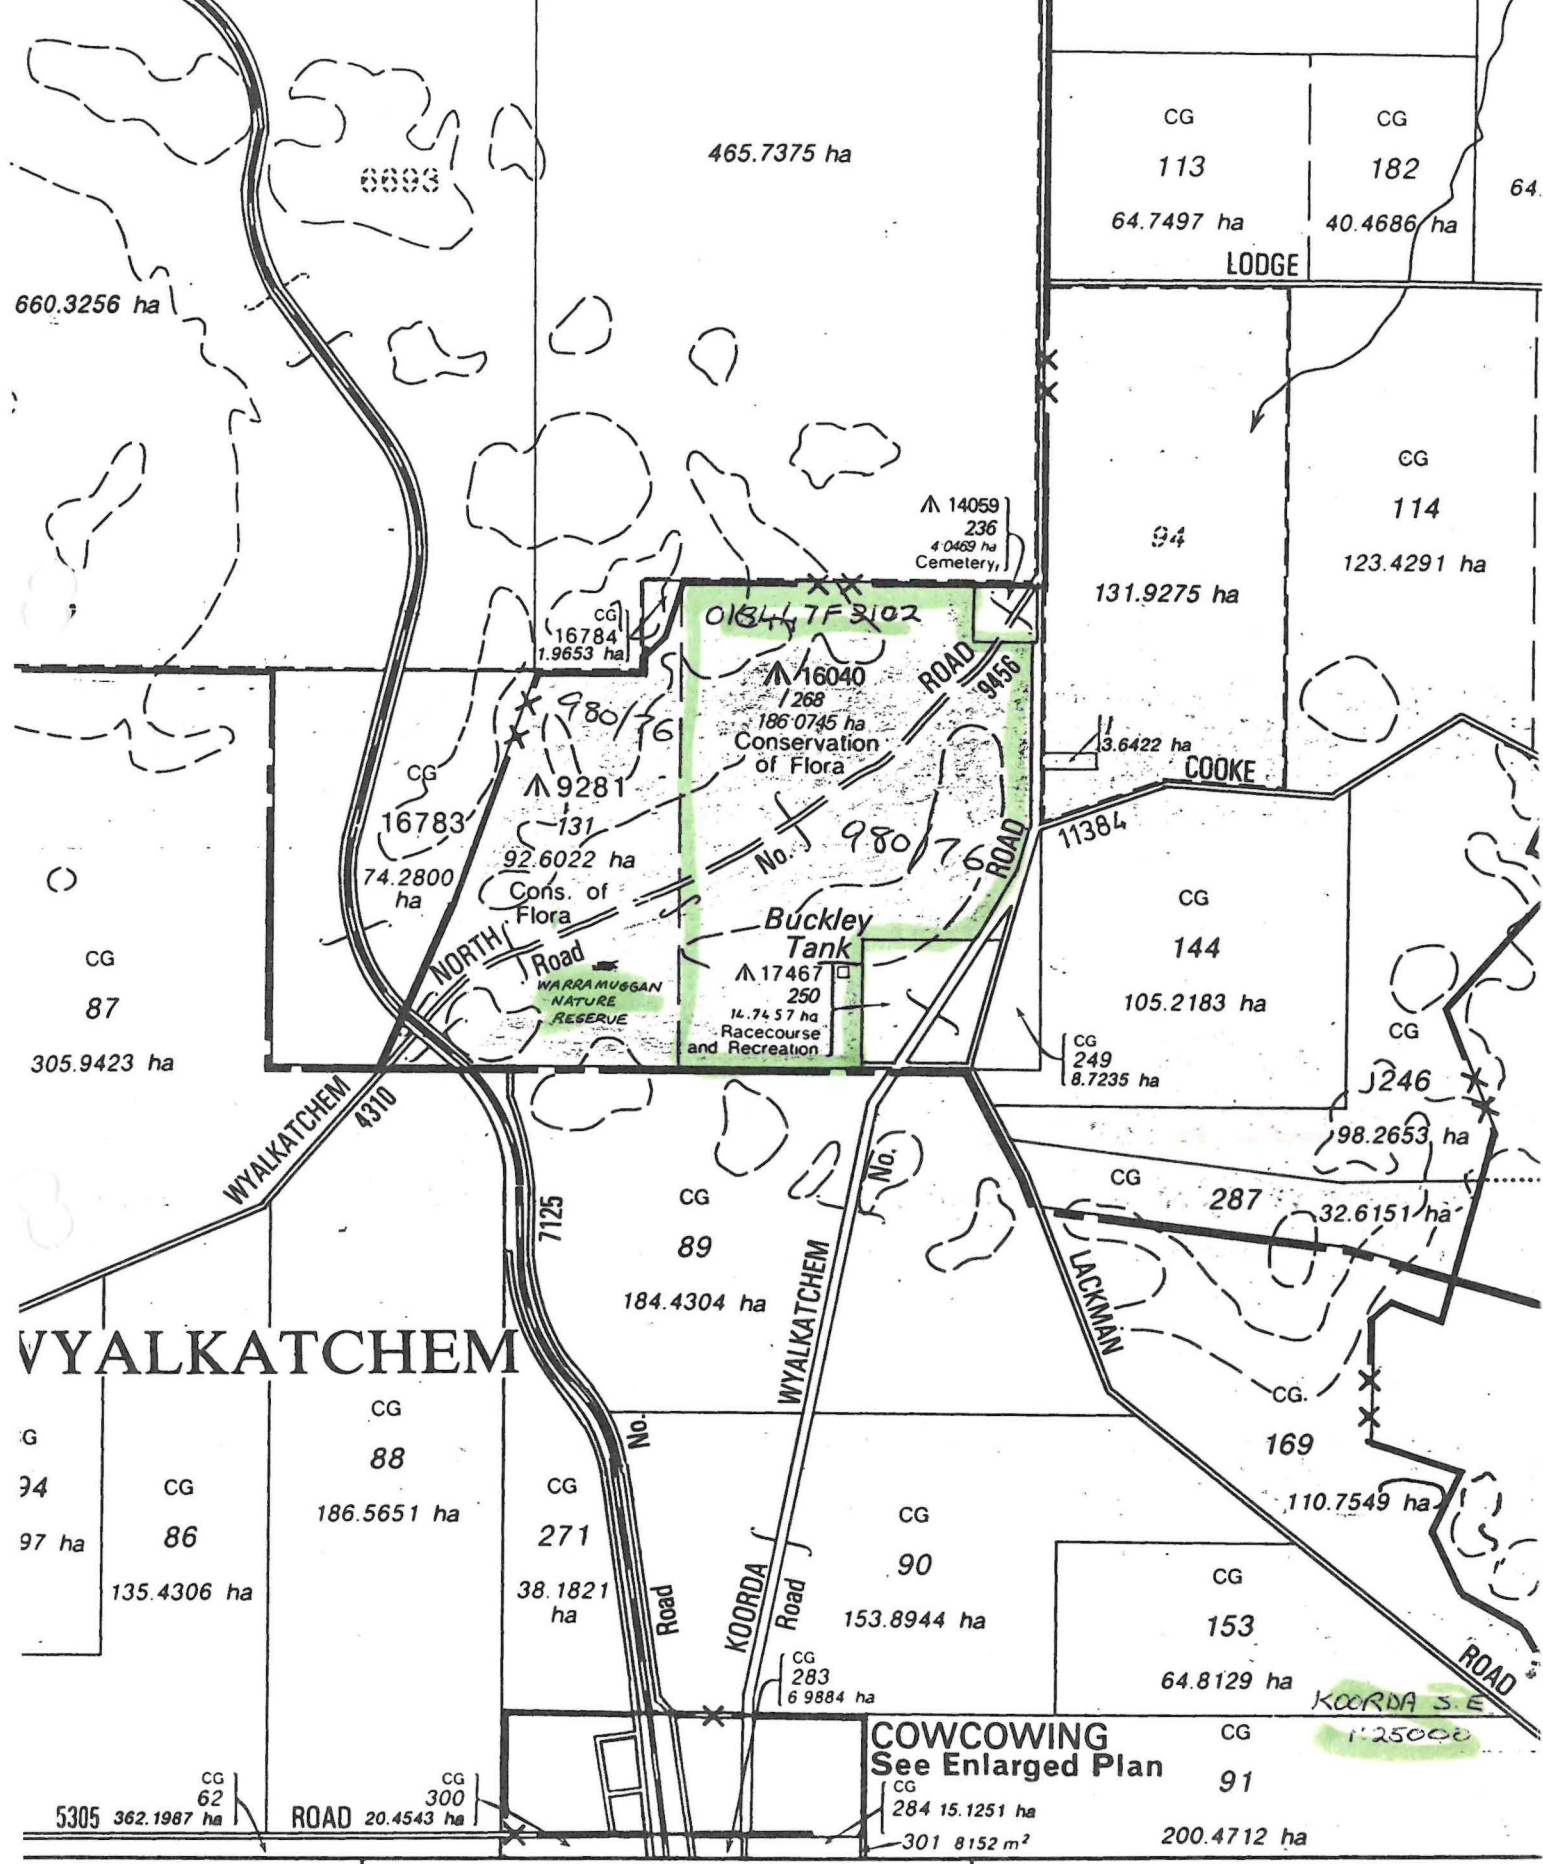 465.7375 ha
CG
113
64.7497 ha
CG
182
40.4686 ha
64.
LODGE
6693
660.3256 ha
⩚ 14059
236
4.0469 ha
Cemetery,
94
131.9275 ha
CG
114
123.4291 ha
CG
16784
1.9653 ha
⩚ 16040
268
186.0745 ha
Conservation
of Flora
ROAD
9456
980/76
⩚ 9281
131
92.6022 ha
Cons. of
Flora
3.6422 ha
COOKE
11384
CG
16783
74.2800
ha
No.
980/76
ROAD
Buckley
Tank
⩚ 17467
250
14.7457 ha
Racecourse
and Recreation
NORTH
Road
WARRAMUGGAN
NATURE
RESERVE
CG
87
305.9423 ha
CG
144
105.2183 ha
CG
249
8.7235 ha
CG
246
98.2653 ha
WYALKATCHEM
4310
No.
CG
287
32.6151 ha
7125
CG
89
184.4304 ha
WYALKATCHEM
LACKMAN
WYALKATCHEM
CG
169
110.7549 ha
G
94
97 ha
CG
86
135.4306 ha
CG
88
186.5651 ha
No.
CG
271
38.1821
ha
Road
KOORDA
Road
CG
90
153.8944 ha
CG
153
64.8129 ha
ROAD
KOORDA S.E
1:25000
CG
283
6.9884 ha
COWCOWING
See Enlarged Plan
CG
91
200.4712 ha
CG
284 15.1251 ha
301 8152 m²
5305
CG
62
362.1987 ha
ROAD
CG
300
20.4543 ha